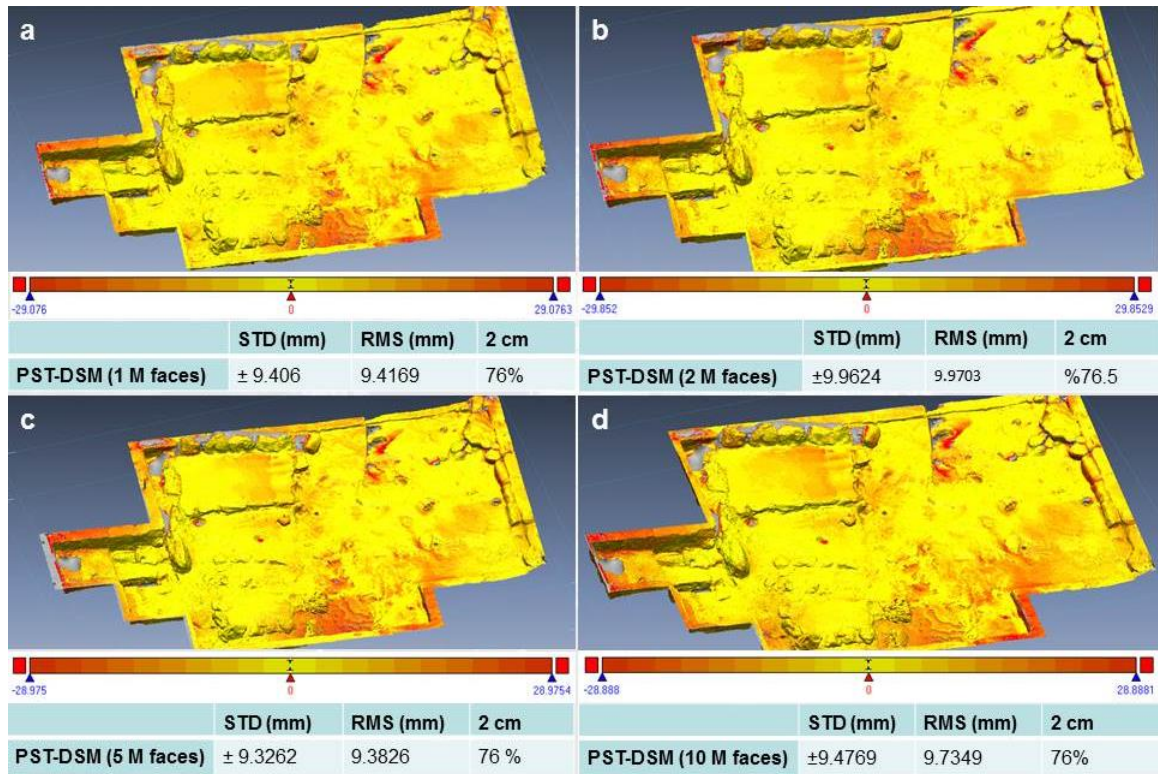 a
-29.076 0 29.0763
STD (mm) RMS (mm) 2 cm
PST-DSM (1 M faces) ± 9.406 9.4169 76%
b
-29.852 0 29.8529
STD (mm) RMS (mm) 2 cm
PST-DSM (2 M faces) ±9.9624 9.9703 %76.5
c
-28.975 0 28.9754
STD (mm) RMS (mm) 2 cm
PST-DSM (5 M faces) ± 9.3262 9.3826 76 %
d
-28.888 0 28.8881
STD (mm) RMS (mm) 2 cm
PST-DSM (10 M faces) ±9.4769 9.7349 76%